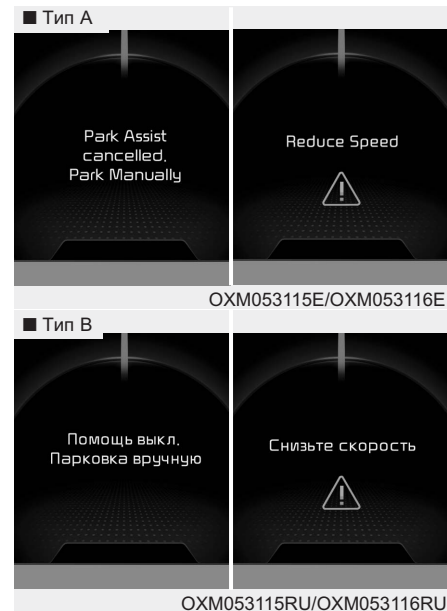 ■ Тип A
Park Assist
cancelled.
Park Manually
Reduce Speed
OXM053115E/OXM053116E
■ Тип B
Помощь выкл.
Парковка вручную
Снизьте скорость
OXM053115RU/OXM053116RU